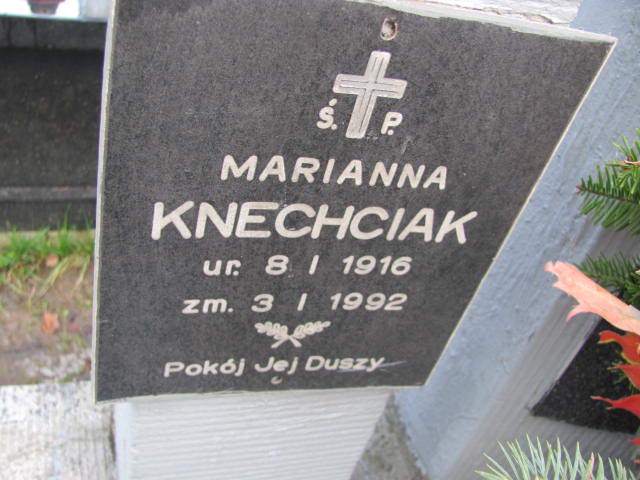 Ś. P.
MARIANNA
KNECHCIAK
ur. 8 / I 1916
zm. 3 / I 1992
Pokój Jej Duszy